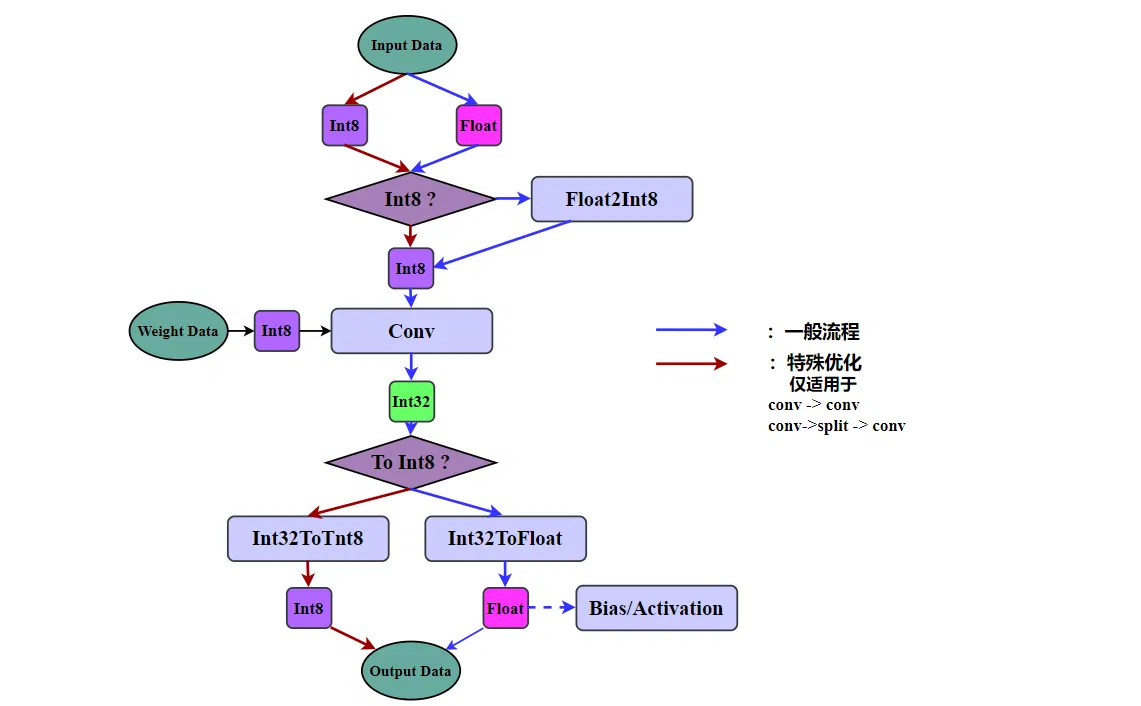 Input Data
Int8
Float
Int8 ?
Float2Int8
Int8
Weight Data
Int8
Conv
：一般流程
：特殊优化
仅适用于
conv -> conv
conv->split -> conv
Int32
To Int8 ?
Int32ToTnt8
Int32ToFloat
Int8
Float
Bias/Activation
Output Data